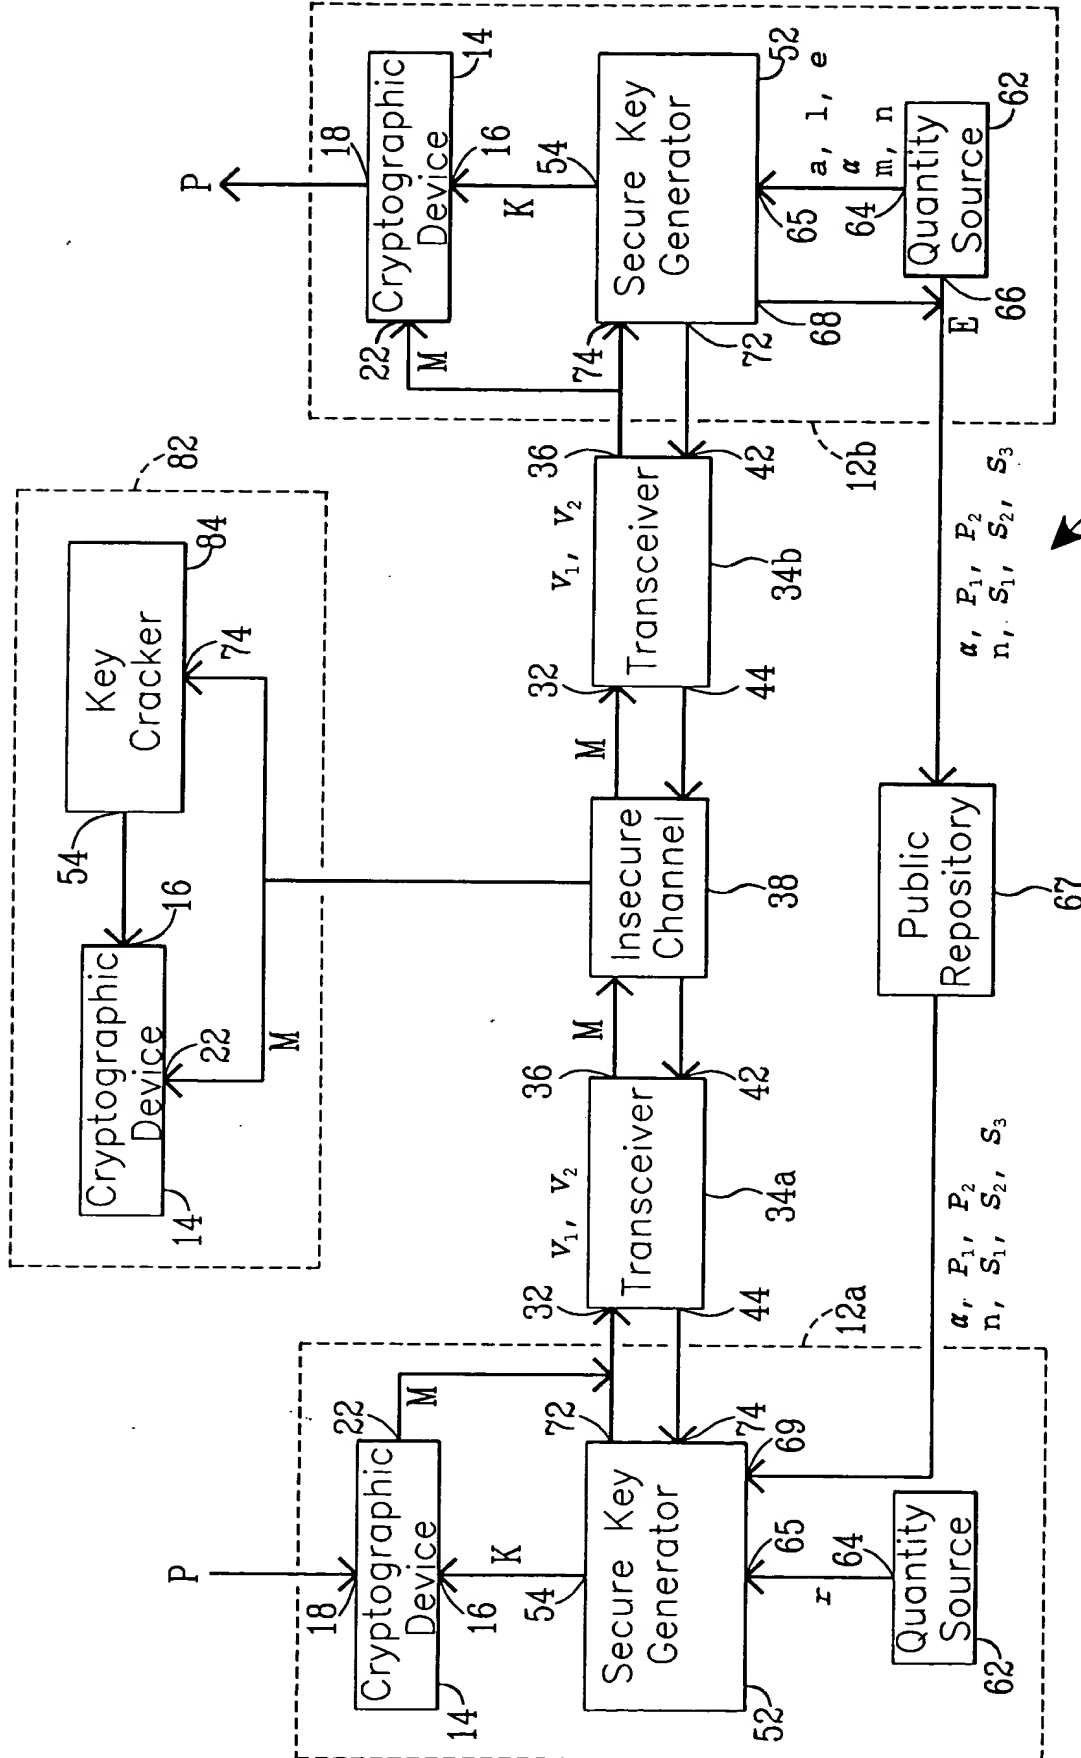 82
Key
Cracker
84
74
54
Cryptographic
Device
16
22
14
M
P
18
Cryptographic
Device
14
22
M
16
K
54
Secure Key
Generator
52
72
74
69
65
64
r
Quantity
Source
62
12a
32
V₁, V₂
36
Transceiver
44
34a
42
M
Insecure
Channel
38
M
32
V₁, V₂
36
Transceiver
44
34b
42
12b
P
18
Cryptographic
Device
14
22
M
16
K
54
Secure Key
Generator
52
74
72
68
65
64
a, l, e
α
m, n
Quantity
Source
62
66
E
α, P₁, P₂
n, S₁, S₂, S₃
Public
Repository
67
α, P₁, P₂
n, S₁, S₂, S₃